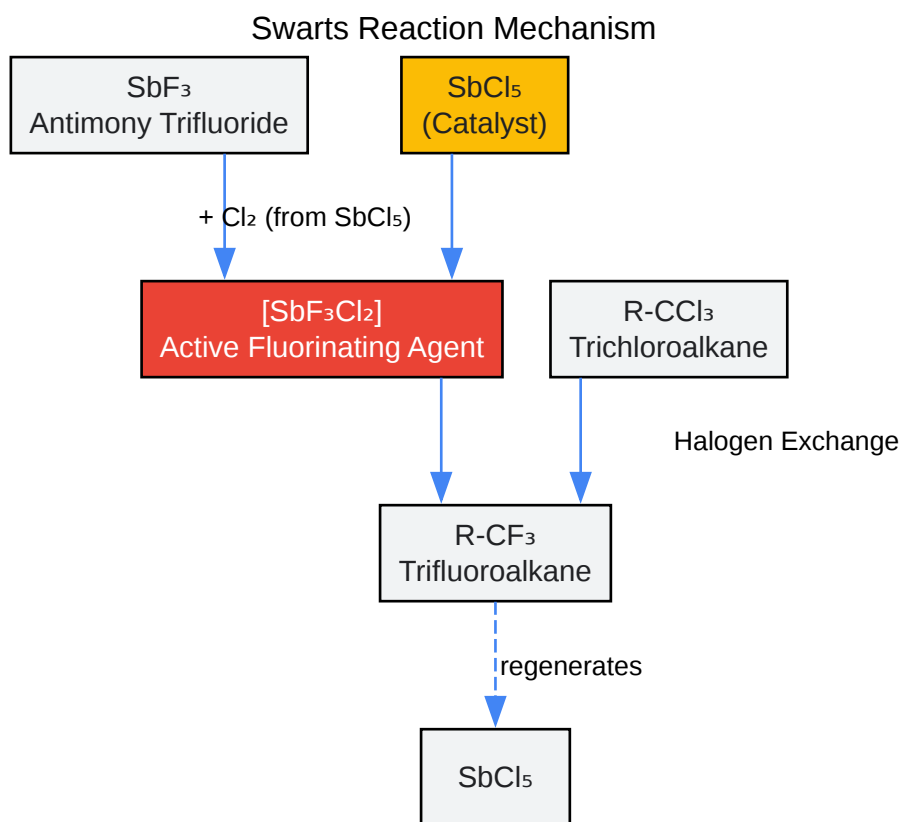 Swarts Reaction Mechanism
SbF₃
Antimony Trifluoride
SbCl₅
(Catalyst)
+ Cl₂ (from SbCl₅)
[SbF₃Cl₂]
Active Fluorinating Agent
R-CCl₃
Trichloroalkane
Halogen Exchange
R-CF₃
Trifluoroalkane
regenerates
SbCl₅